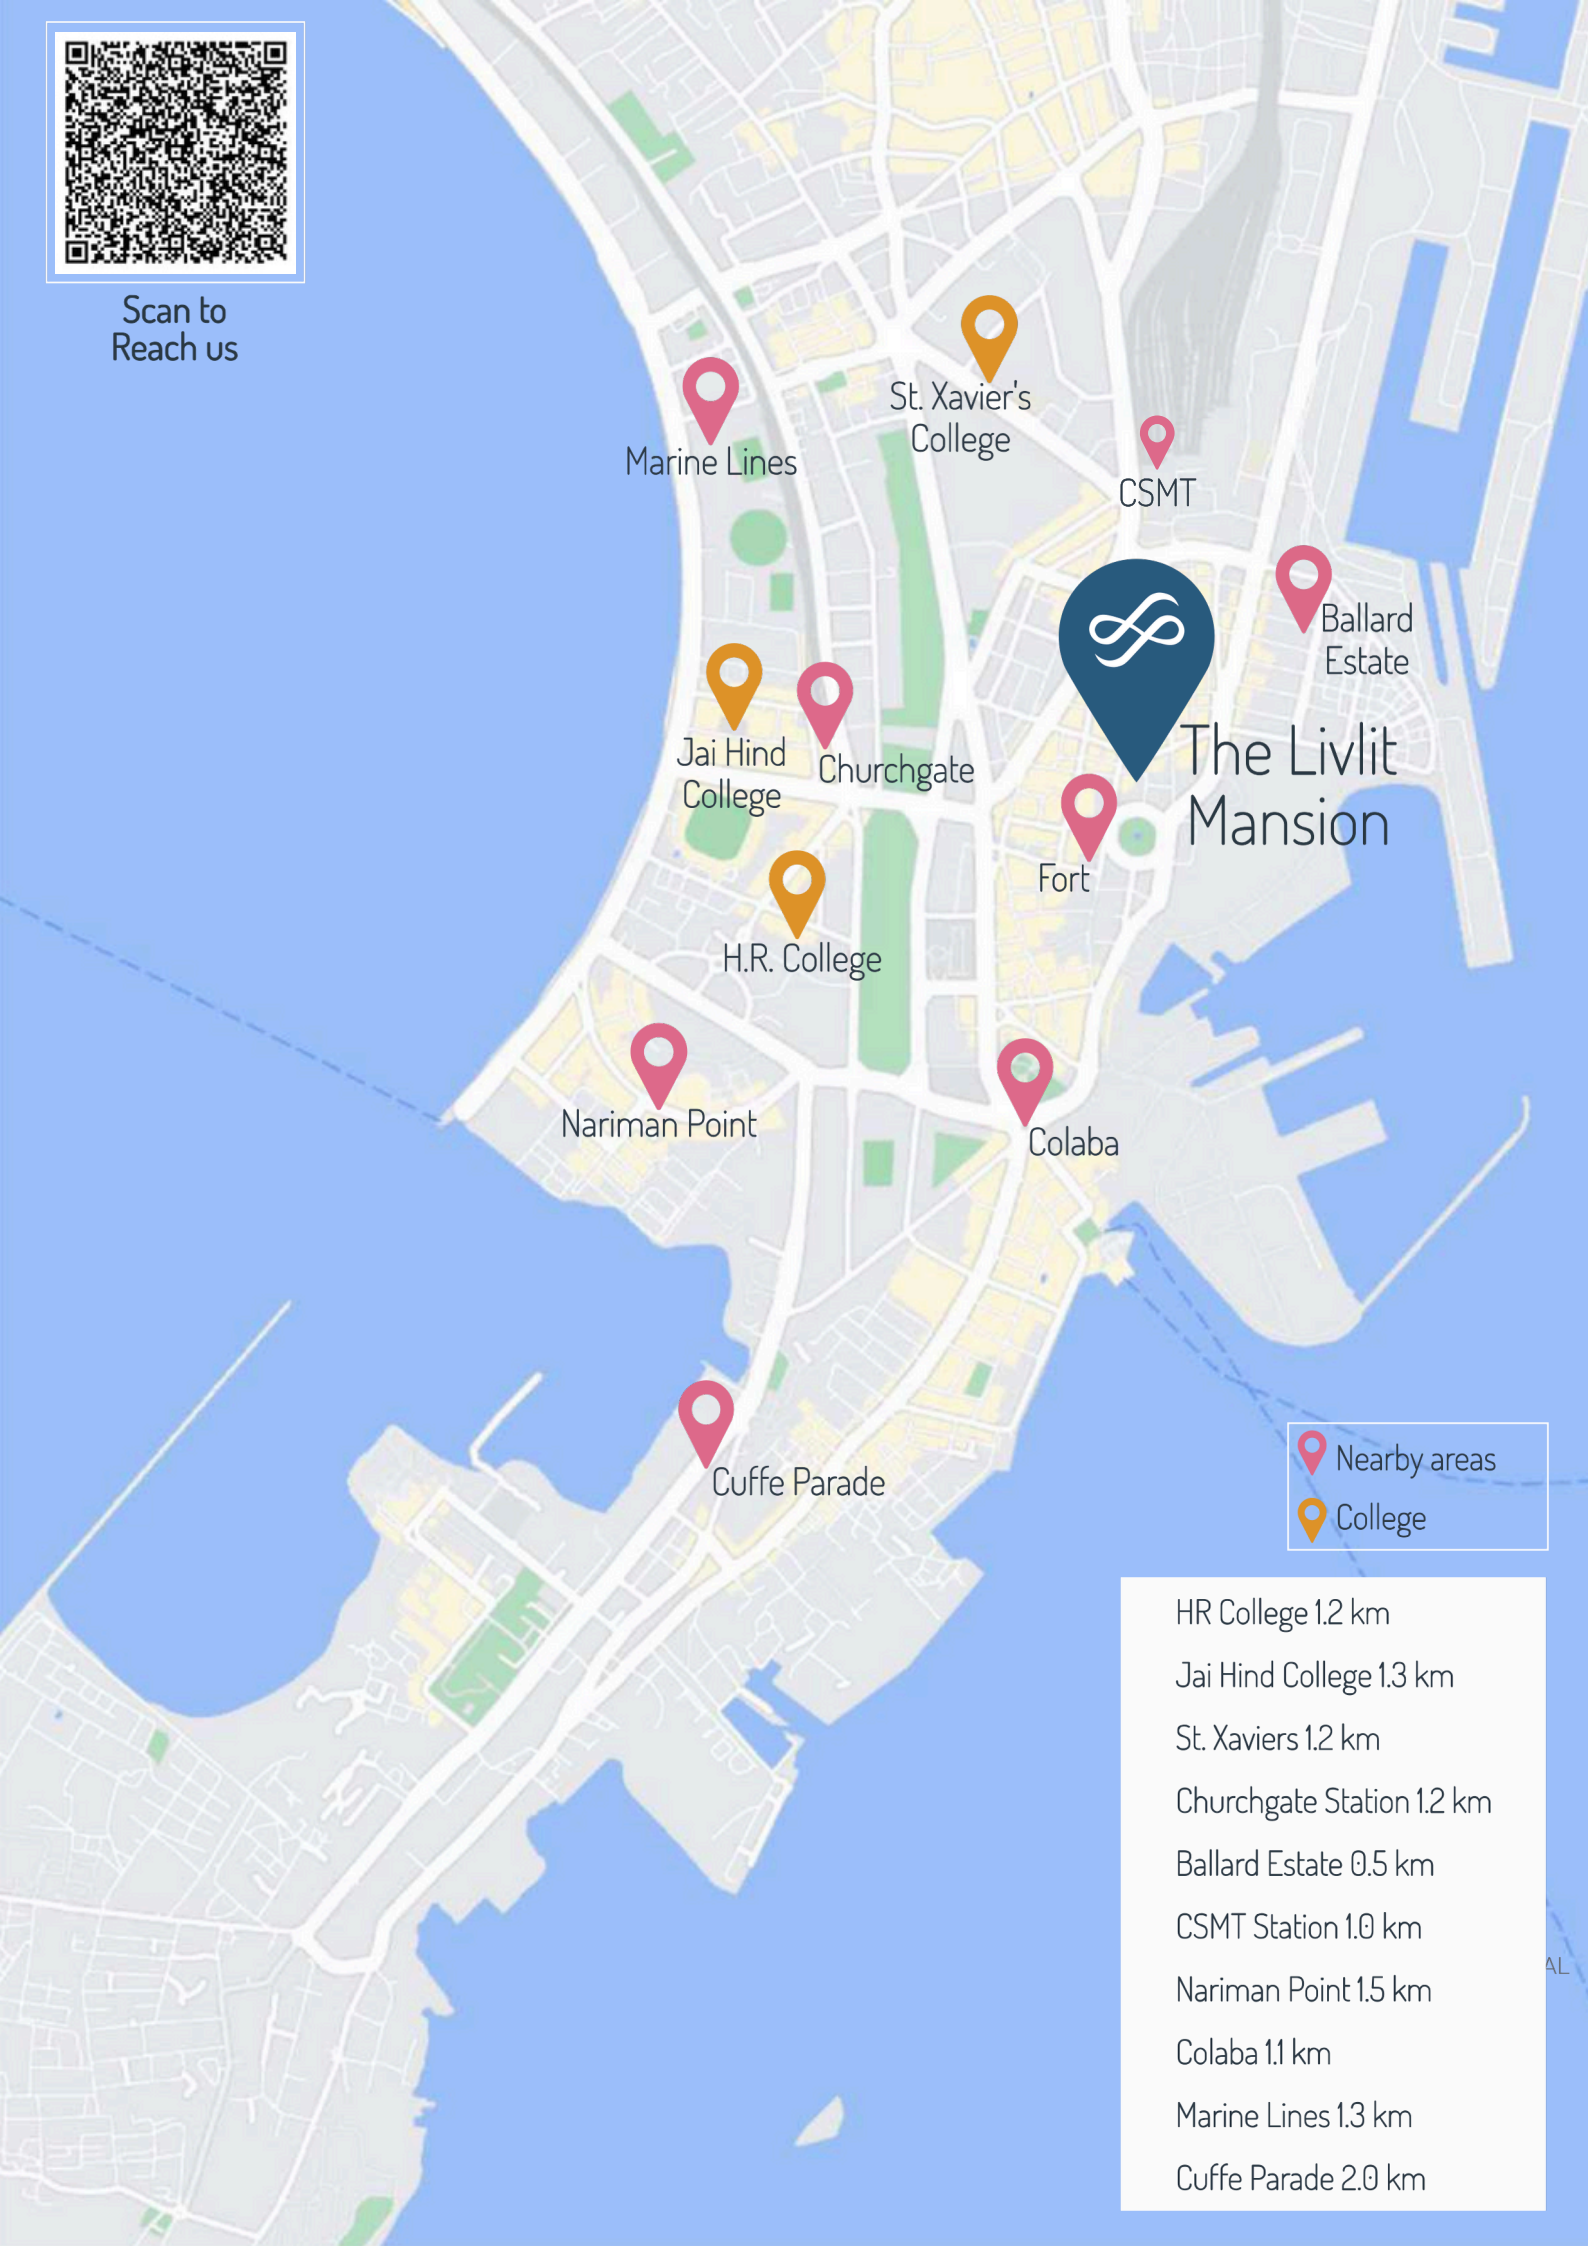 Scan to
Reach us
St. Xavier's
College
Marine Lines
CSMT
Ballard
Estate
Jai Hind
College
Churchgate
The Livlit
Mansion
Fort
H.R. College
Nariman Point
Colaba
Cuffe Parade
Nearby areas
College
HR College 1.2 km
Jai Hind College 1.3 km
St. Xaviers 1.2 km
Churchgate Station 1.2 km
Ballard Estate 0.5 km
CSMT Station 1.0 km
AL
Nariman Point 1.5 km
Colaba 1.1 km
Marine Lines 1.3 km
Cuffe Parade 2.0 km